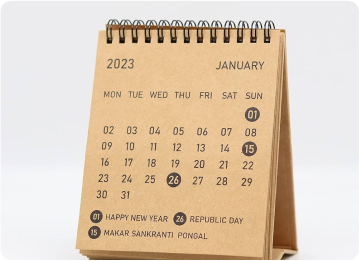 2023 JANUARY
MON TUE WED THU FRI SAT SUN
01
02 03 04 05 06 07 08
09 10 11 12 13 14 15
16 17 18 19 20 21 22
23 24 25 26 27 28 29
30 31
01 HAPPY NEW YEAR 26 REPUBLIC DAY
15 MAKAR SANKRANTI PONGAL